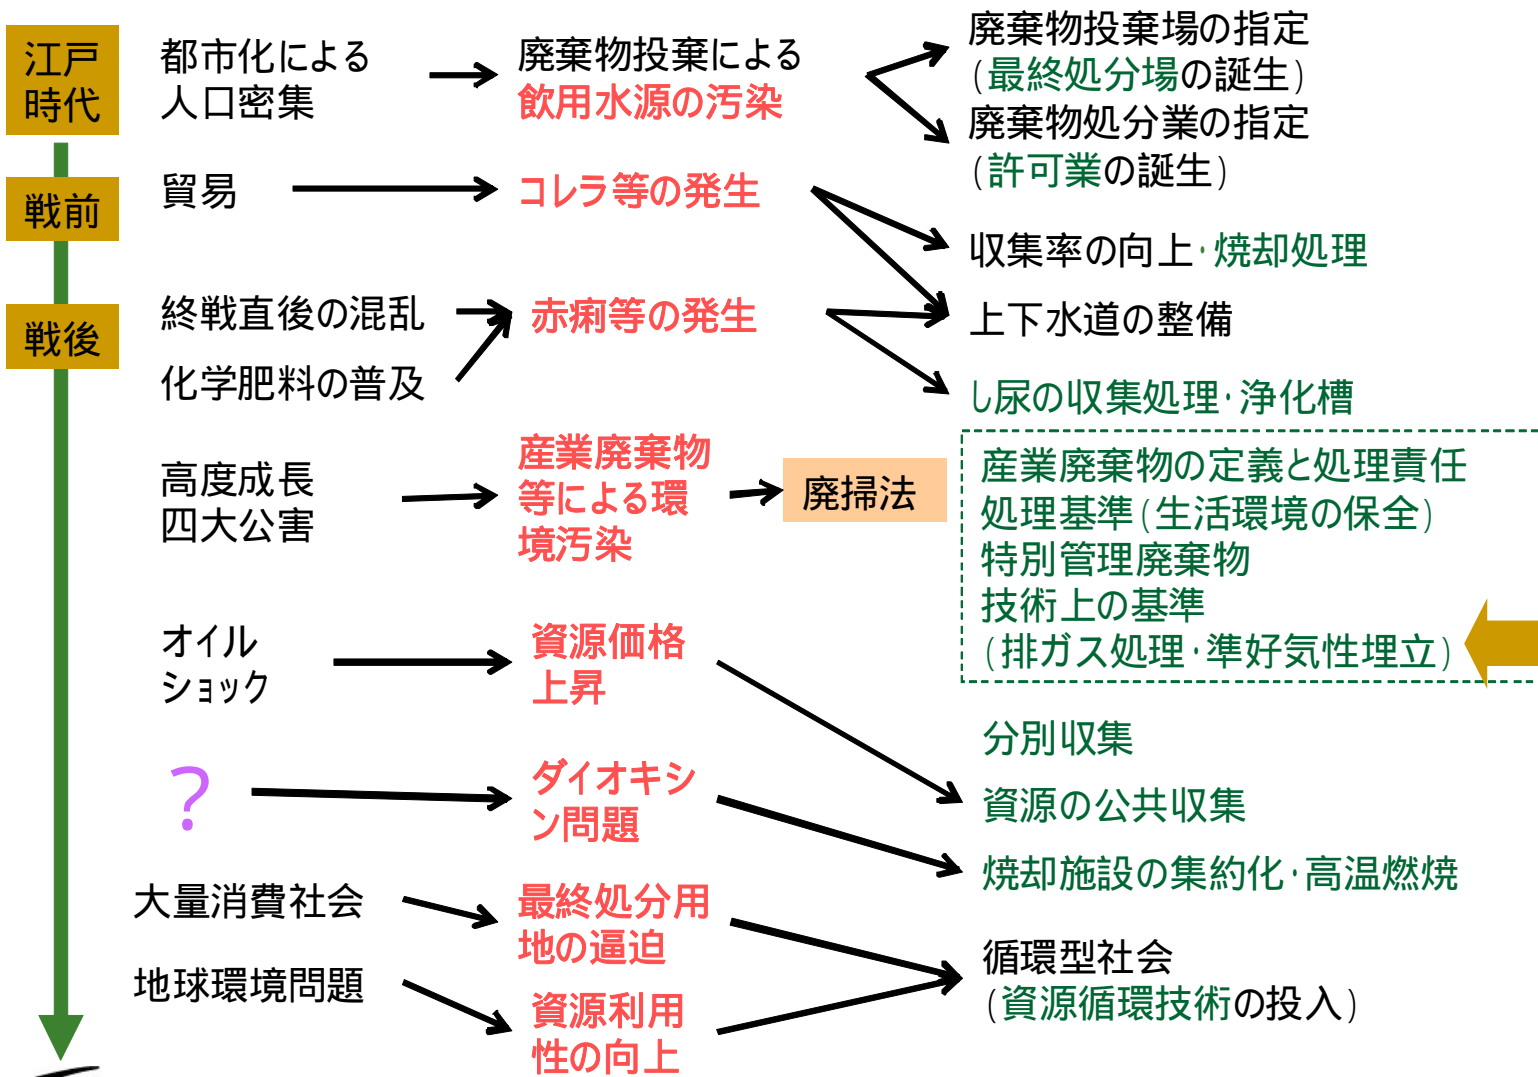 江戸
時代
都市化による
人口密集
廃棄物投棄による
飲用水源の汚染
廃棄物投棄場の指定
(最終処分場の誕生)
廃棄物処分業の指定
(許可業の誕生)
戦前
貿易
コレラ等の発生
収集率の向上・焼却処理
戦後
終戦直後の混乱
化学肥料の普及
赤痢等の発生
上下水道の整備
し尿の収集処理・浄化槽
高度成長
四大公害
産業廃棄物
等による環
境汚染
廃掃法
産業廃棄物の定義と処理責任
処理基準(生活環境の保全)
特別管理廃棄物
技術上の基準
(排ガス処理・準好気性埋立)
オイル
ショック
資源価格
上昇
分別収集
資源の公共収集
?
ダイオキシ
ン問題
焼却施設の集約化・高温燃焼
大量消費社会
最終処分用
地の逼迫
地球環境問題
資源利用
性の向上
循環型社会
(資源循環技術の投入)